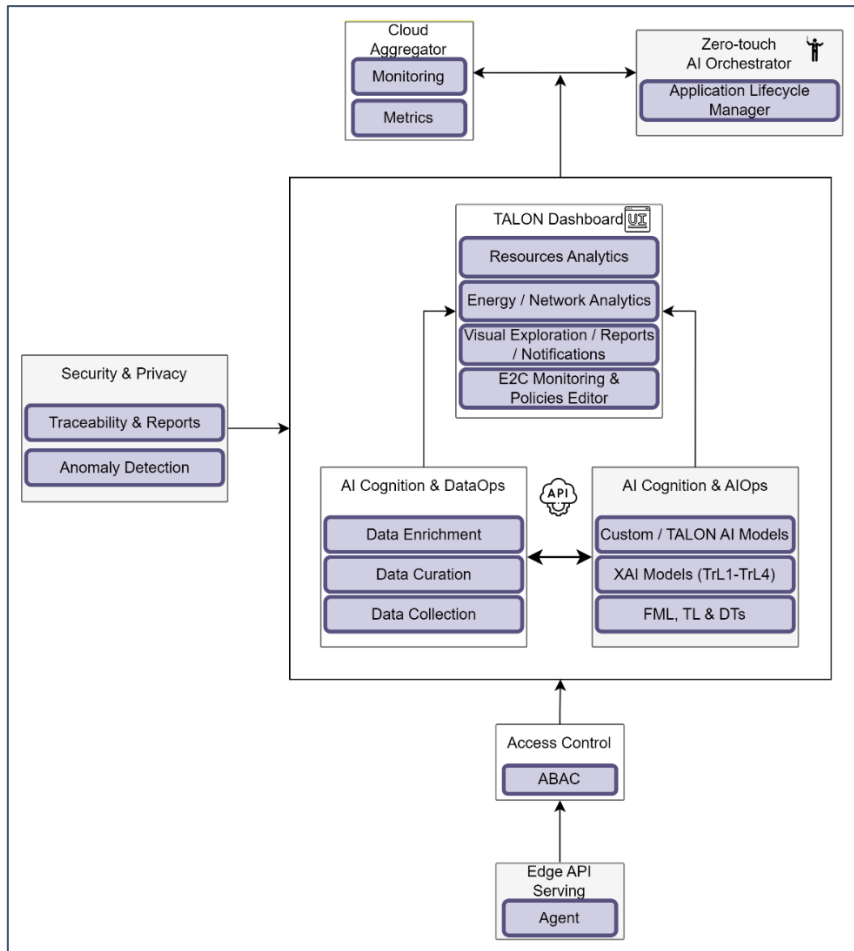 Cloud
Aggregator
Monitoring
Metrics
Zero-touch
AI Orchestrator
Application Lifecycle
Manager
TALON Dashboard
UI
Resources Analytics
Energy / Network Analytics
Visual Exploration / Reports
/ Notifications
E2C Monitoring &
Policies Editor
Security & Privacy
Traceability & Reports
Anomaly Detection
AI Cognition & DataOps
Data Enrichment
Data Curation
Data Collection
API
AI Cognition & AIOps
Custom / TALON AI Models
XAI Models (TrL1-TrL4)
FML, TL & DTs
Access Control
ABAC
Edge API
Serving
Agent